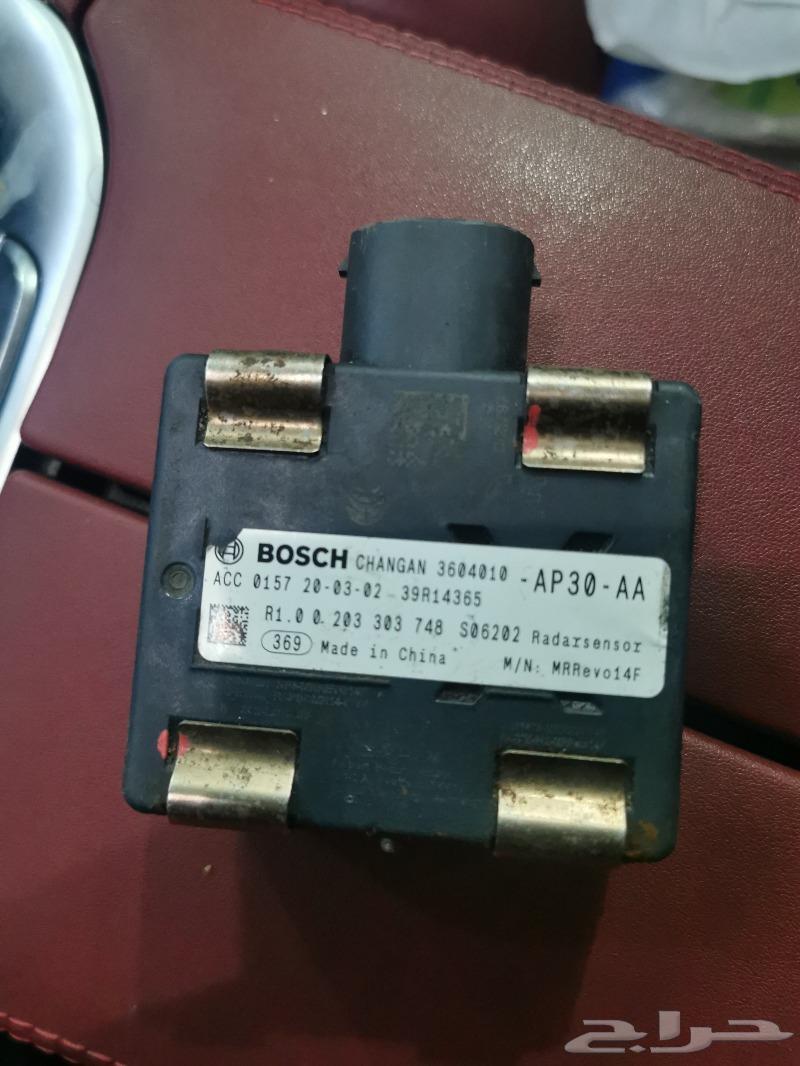 BOSCH CHANGAN 3604010 -AP30-AA
ACC 0157 20-03-02 39R14365
R1.0 0 203 303 748 S06202 Radarsensor
369 Made in China M/N: MRRevo14F
حراج